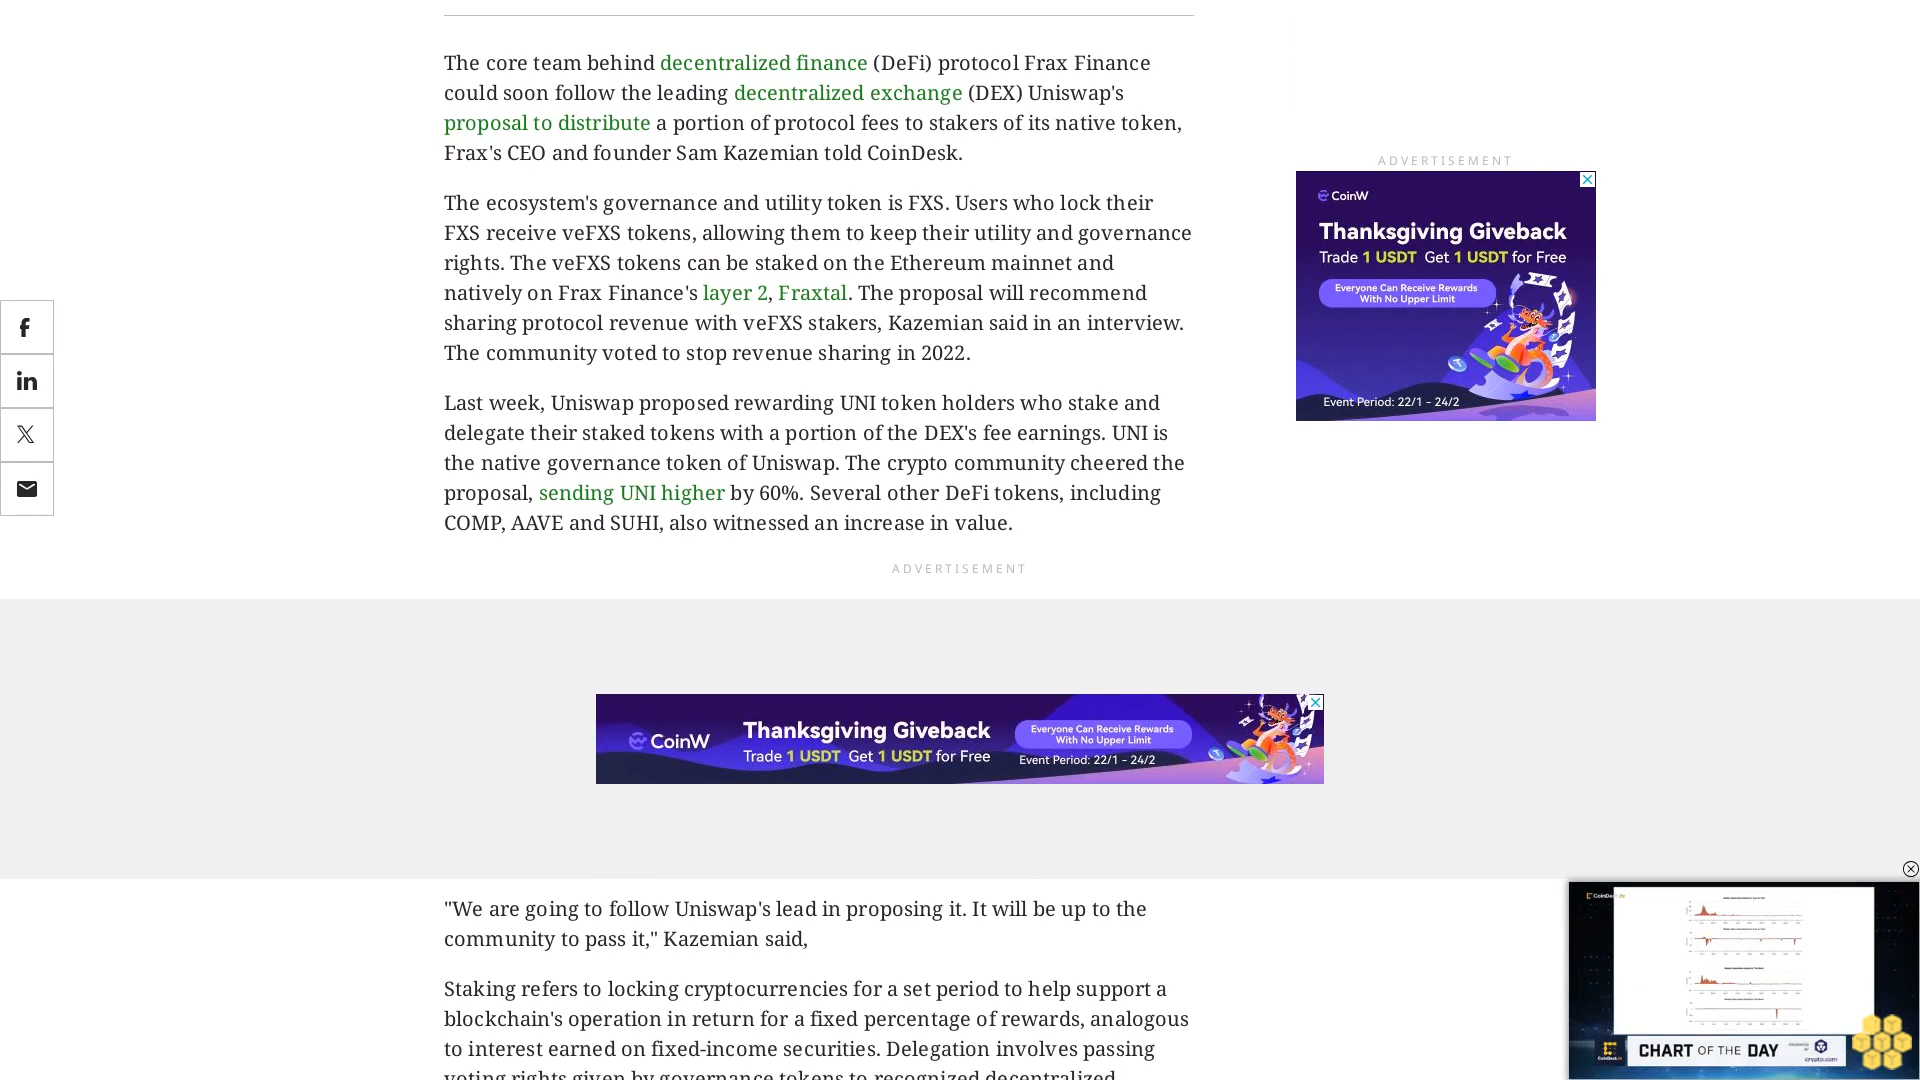 The core team behind decentralized finance (DeFi) protocol Frax Finance
could soon follow the leading decentralized exchange (DEX) Uniswap's
proposal to distribute a portion of protocol fees to stakers of its native token,
Frax's CEO and founder Sam Kazemian told CoinDesk.
The ecosystem's governance and utility token is FXS. Users who lock their
FXS receive veFXS tokens, allowing them to keep their utility and governance
rights. The veFXS tokens can be staked on the Ethereum mainnet and
natively on Frax Finance's layer 2, Fraxtal. The proposal will recommend
sharing protocol revenue with veFXS stakers, Kazemian said in an interview.
The community voted to stop revenue sharing in 2022.
Last week, Uniswap proposed rewarding UNI token holders who stake and
delegate their staked tokens with a portion of the DEX's fee earnings. UNI is
the native governance token of Uniswap. The crypto community cheered the
proposal, sending UNI higher by 60%. Several other DeFi tokens, including
COMP, AAVE and SUHI, also witnessed an increase in value.
ADVERTISEMENT
CoinW
Thanksgiving Giveback
Trade 1 USDT Get 1 USDT for Free
Everyone Can Receive Rewards
With No Upper Limit
Event Period: 22/1 - 24/2
ADVERTISEMENT
CoinW
Thanksgiving Giveback
Trade 1 USDT Get 1 USDT for Free
Everyone Can Receive Rewards
With No Upper Limit
Event Period: 22/1 - 24/2
"We are going to follow Uniswap's lead in proposing it. It will be up to the
community to pass it," Kazemian said,
Staking refers to locking cryptocurrencies for a set period to help support a
blockchain's operation in return for a fixed percentage of rewards, analogous
to interest earned on fixed-income securities. Delegation involves passing
voting rights given by governance tokens to recognized decentralized
CHART OF THE DAY
crypto.com